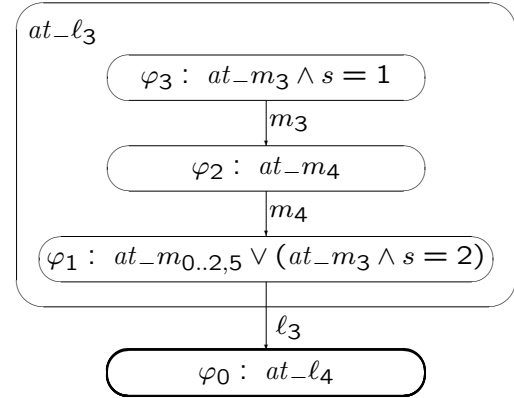 at_ℓ₃
φ₃ : at_m₃ ∧ s = 1
m₃
φ₂ : at_m₄
m₄
φ₁ : at_m₀..₂,₅ ∨ (at_m₃ ∧ s = 2)
ℓ₃
φ₀ : at_ℓ₄